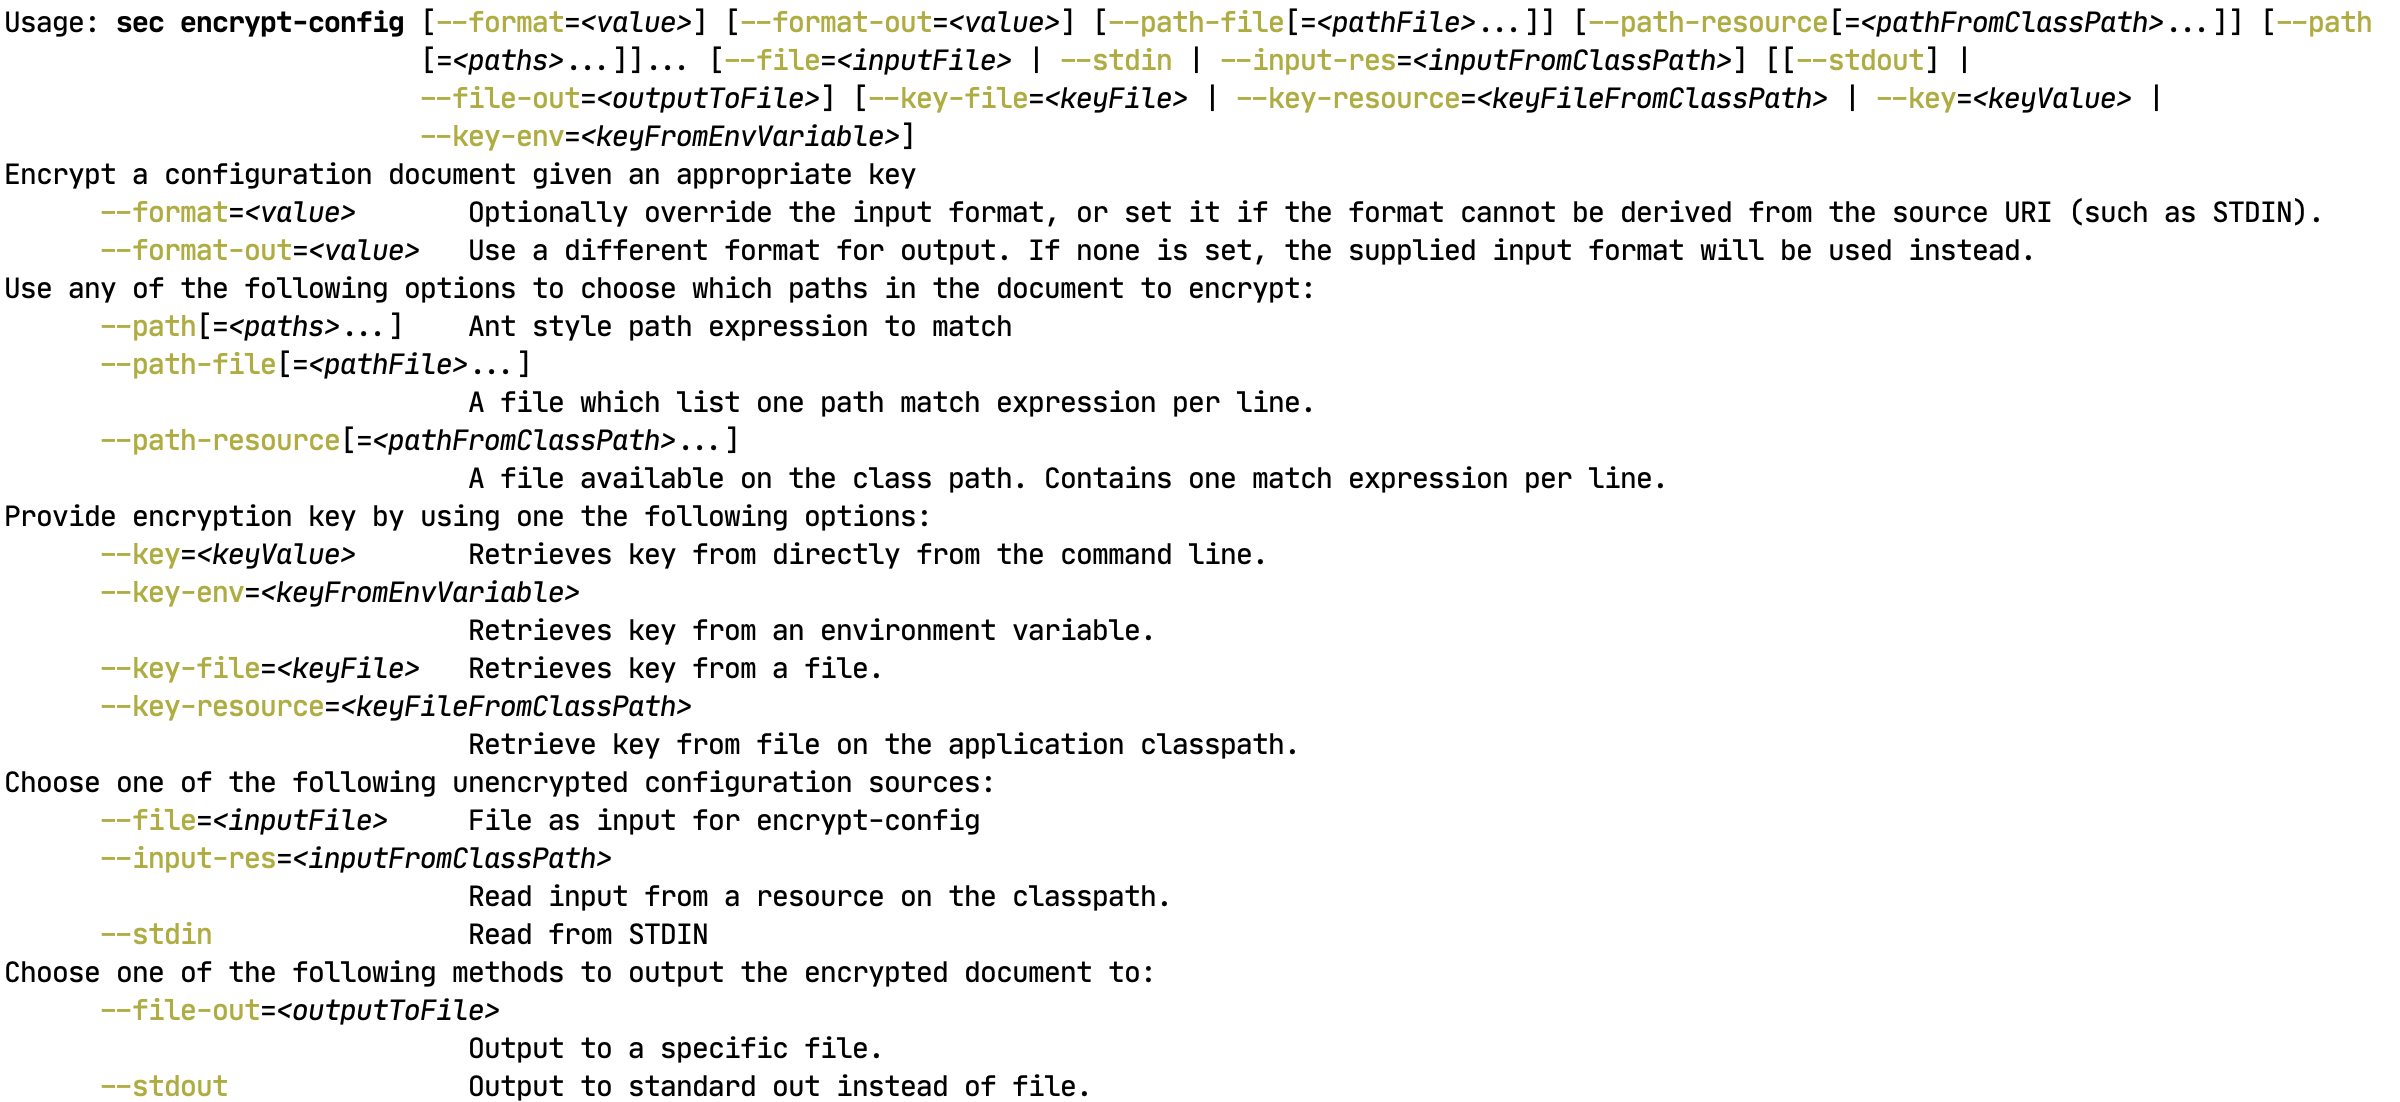 Usage: sec encrypt-config [--format=<value>] [--format-out=<value>] [--path-file[=<pathFile>...]] [--path-resource[=<pathFromClassPath>...]] [--path
[=<paths>...]]... [--file=<inputFile> | --stdin | --input-res=<inputFromClassPath>] [[--stdout] |
--file-out=<outputToFile>] [--key-file=<keyFile> | --key-resource=<keyFileFromClassPath> | --key=<keyValue> |
--key-env=<keyFromEnvVariable>]
Encrypt a configuration document given an appropriate key
--format=<value> Optionally override the input format, or set it if the format cannot be derived from the source URI (such as STDIN).
--format-out=<value> Use a different format for output. If none is set, the supplied input format will be used instead.
Use any of the following options to choose which paths in the document to encrypt:
--path[=<paths>...] Ant style path expression to match
--path-file[=<pathFile>...]
A file which list one path match expression per line.
--path-resource[=<pathFromClassPath>...]
A file available on the class path. Contains one match expression per line.
Provide encryption key by using one the following options:
--key=<keyValue> Retrieves key from directly from the command line.
--key-env=<keyFromEnvVariable>
Retrieves key from an environment variable.
--key-file=<keyFile> Retrieves key from a file.
--key-resource=<keyFileFromClassPath>
Retrieve key from file on the application classpath.
Choose one of the following unencrypted configuration sources:
--file=<inputFile> File as input for encrypt-config
--input-res=<inputFromClassPath>
Read input from a resource on the classpath.
--stdin Read from STDIN
Choose one of the following methods to output the encrypted document to:
--file-out=<outputToFile>
Output to a specific file.
--stdout Output to standard out instead of file.